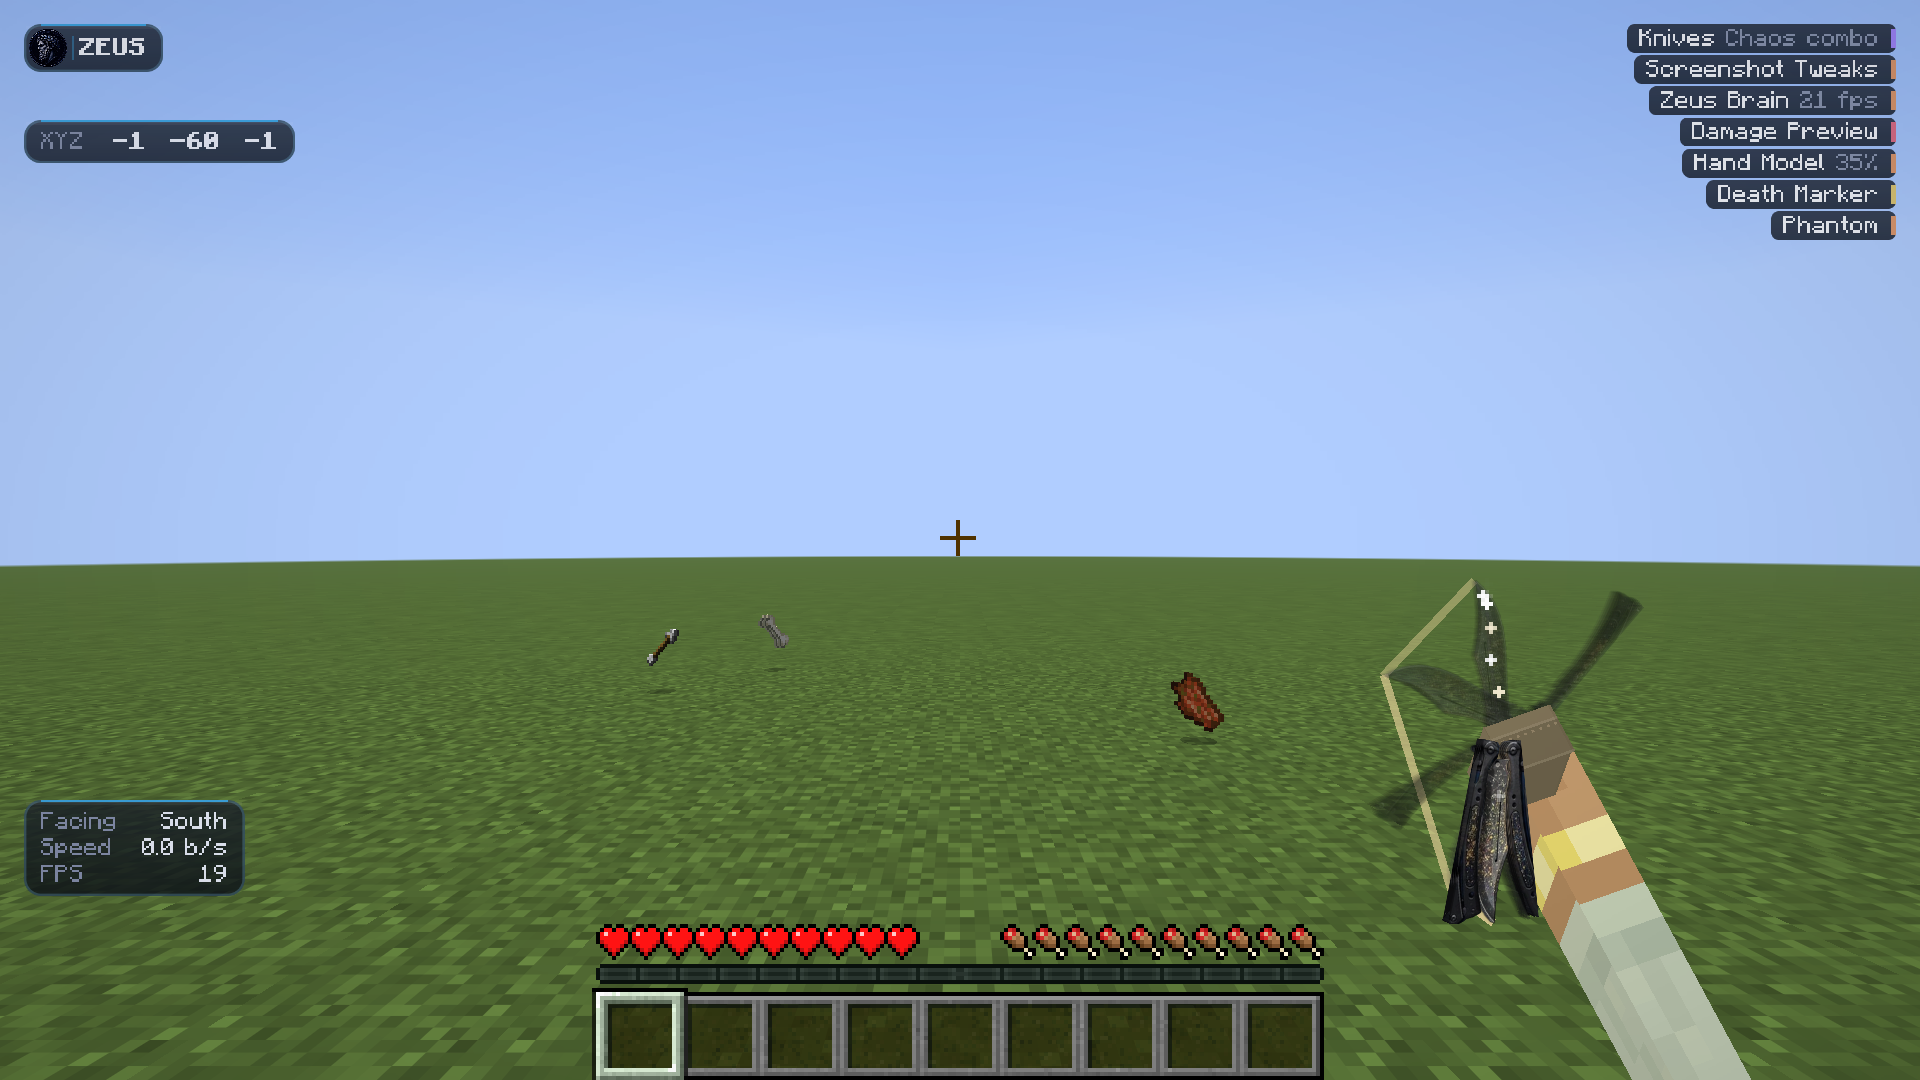 ZEUS
XYZ -1 -60 -1
Knives Chaos combo
Screenshot Tweaks
Zeus Brain 21 fps
Damage Preview
Hand Model 35%
Death Marker
Phantom
Facing South
Speed 0.0 b/s
FPS 19